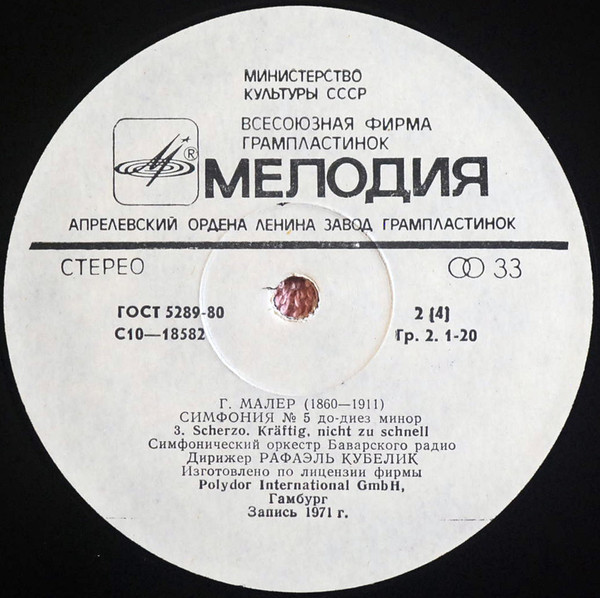 МИНИСТЕРСТВО
КУЛЬТУРЫ СССР
ВСЕСОЮЗНАЯ ФИРМА
ГРАМПЛАСТИНОК
® МЕЛОДИЯ
АПРЕЛЕВСКИЙ ОРДЕНА ЛЕНИНА ЗАВОД ГРАМПЛАСТИНОК
СТЕРЕО 33
ГОСТ 5289-80 2 (4)
С10—18582 Гр. 2. 1-20
Г. МАЛЕР (1860—1911)
СИМФОНИЯ № 5 до-диез минор
3. Scherzo. Kräftig, nicht zu schnell
Симфонический оркестр Баварского радио
Дирижер РАФАЭЛЬ КУБЕЛИК
Изготовлено по лицензии фирмы
Polydor International GmbH,
Гамбург
Запись 1971 г.